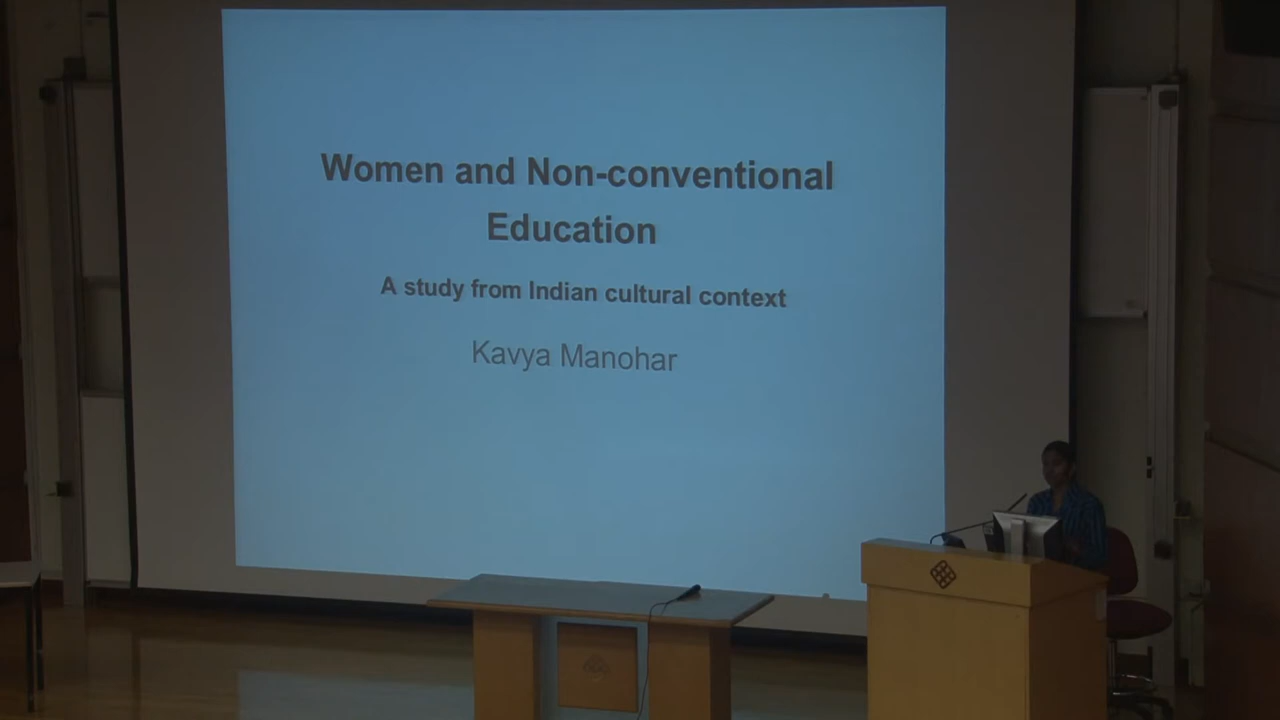 Women and Non-conventional
Education
A study from Indian cultural context
Kavya Manohar